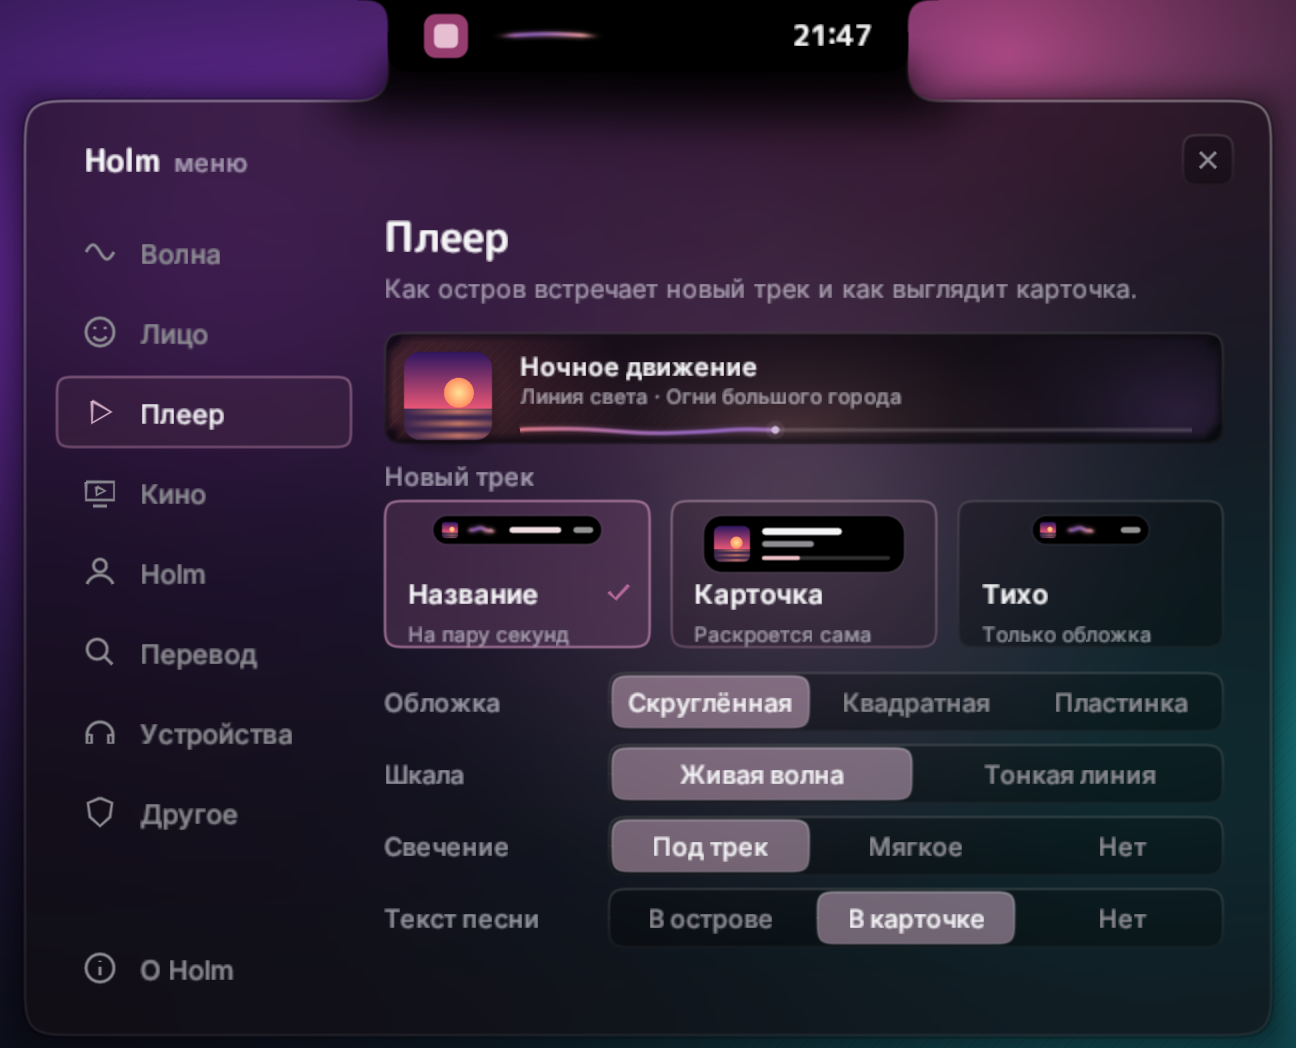 21:47
Holm меню
Волна
Лицо
Плеер
Кино
Holm
Перевод
Устройства
Другое
О Holm
Плеер
Как остров встречает новый трек и как выглядит карточка.
Ночное движение
Линия света · Огни большого города
Новый трек
Название
На пару секунд
Карточка
Раскроется сама
Тихо
Только обложка
Обложка Скруглённая Квадратная Пластинка
Шкала Живая волна Тонкая линия
Свечение Под трек Мягкое Нет
Текст песни В острове В карточке Нет